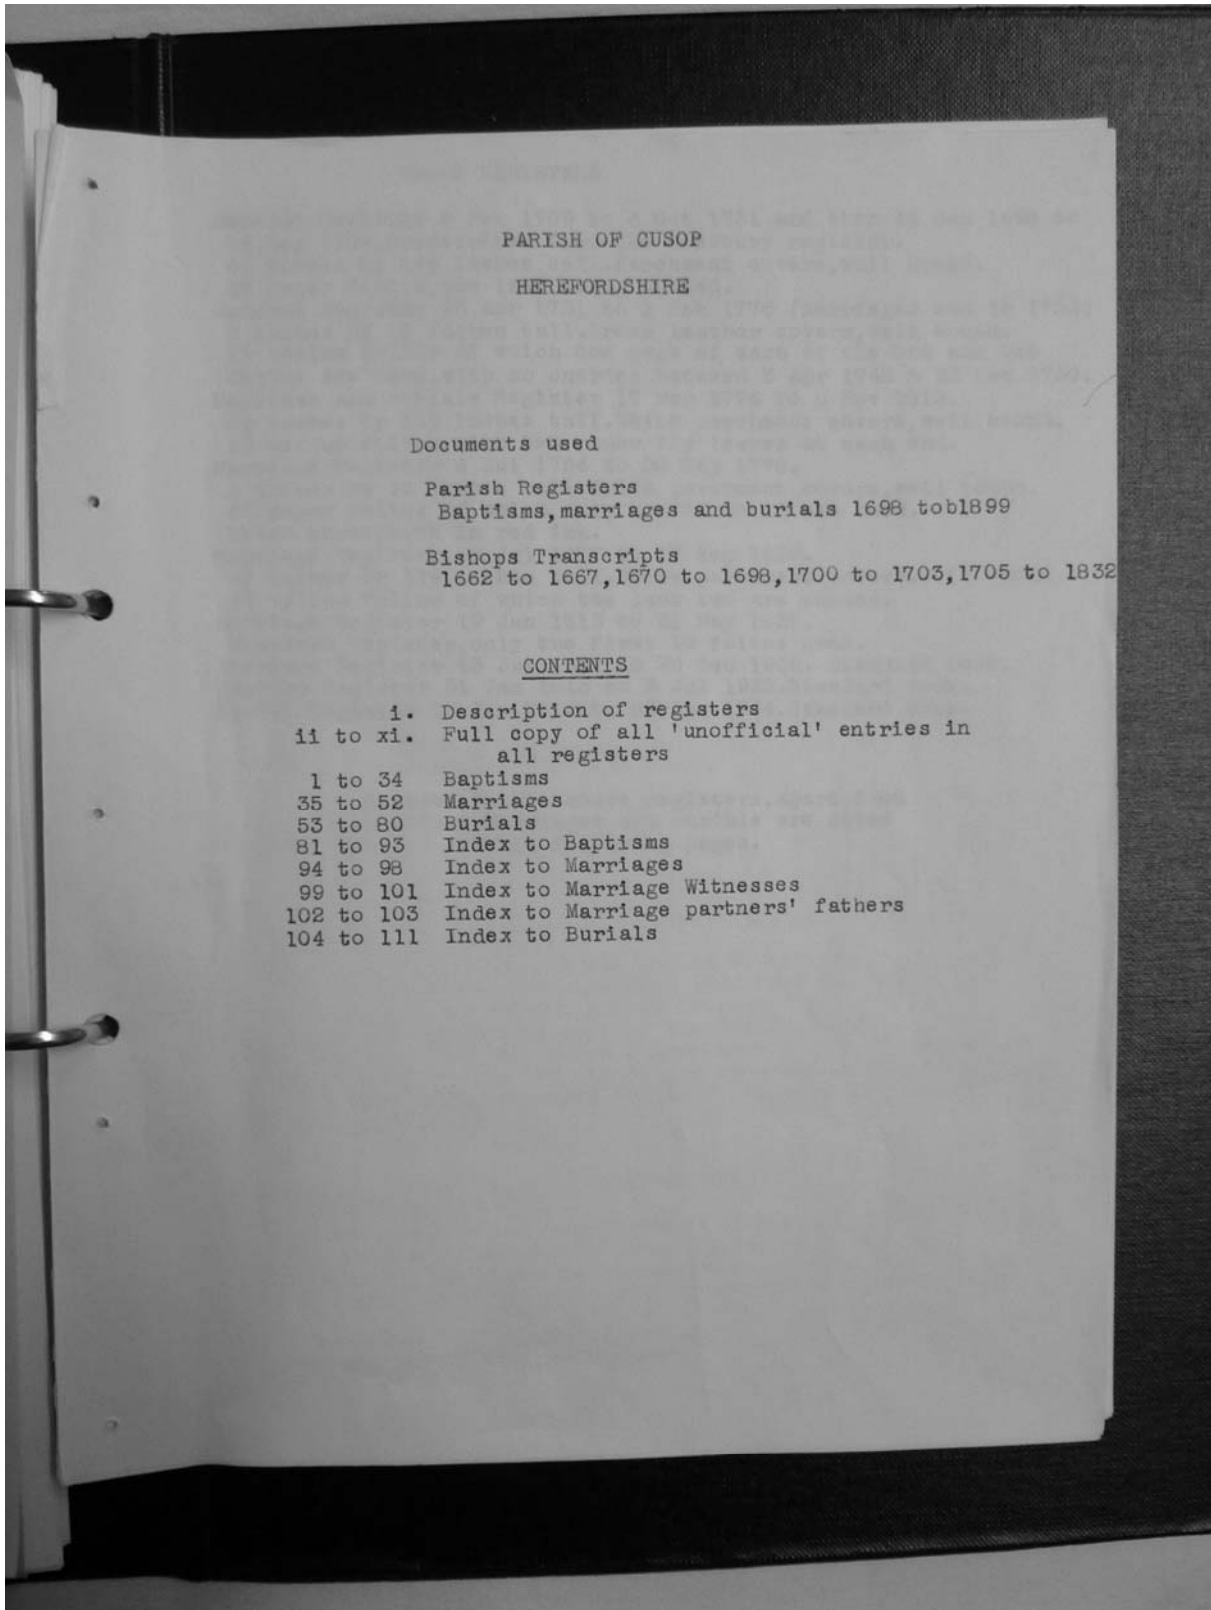 PARISH OF CUSOP
HEREFORDSHIRE
Documents used
Parish Registers
Baptisms,marriages and burials 1698 tobl899
Bishops Transcripts
1662 to 1667,1670 to 1698,1700 to 1703,1705 to 1832
CONTENTS
i. Description of registers
ii to xi. Full copy of all 'unofficial' entries in
all registers
1 to 34 Baptisms
35 to 52 Marriages
53 to 80 Burials
81 to 93 Index to Baptisms
94 to 98 Index to Marriages
99 to 101 Index to Marriage Witnesses
102 to 103 Index to Marriage partners' fathers
104 to 111 Index to Burials